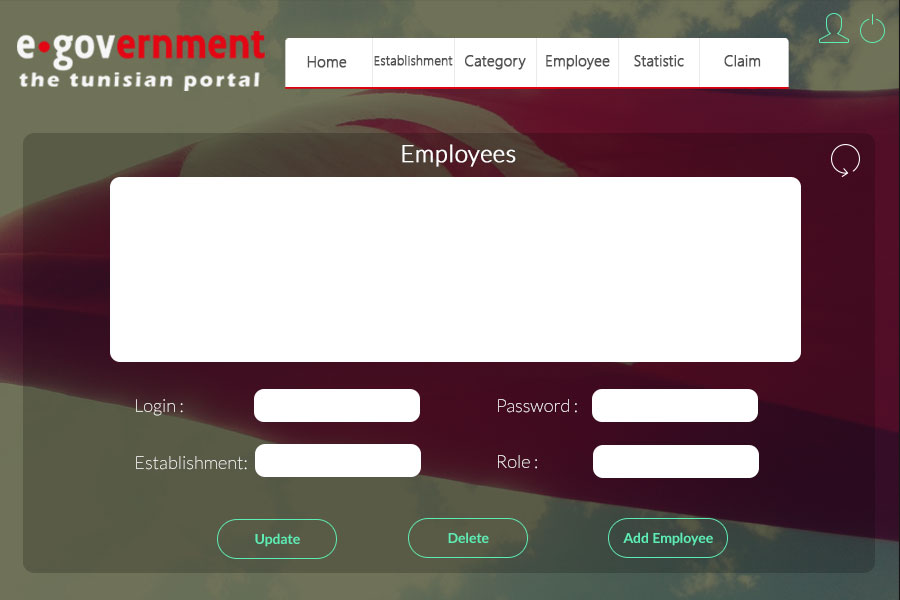 e•government
the tunisian portal
Home Establishment Category Employee Statistic Claim
Employees
Login : Password :
Establishment: Role :
Update Delete Add Employee